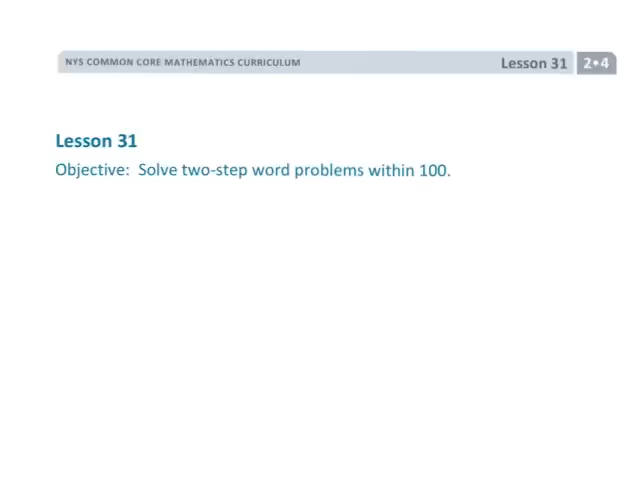 NYS COMMON CORE MATHEMATICS CURRICULUM Lesson 31 2•4
Lesson 31
Objective: Solve two-step word problems within 100.